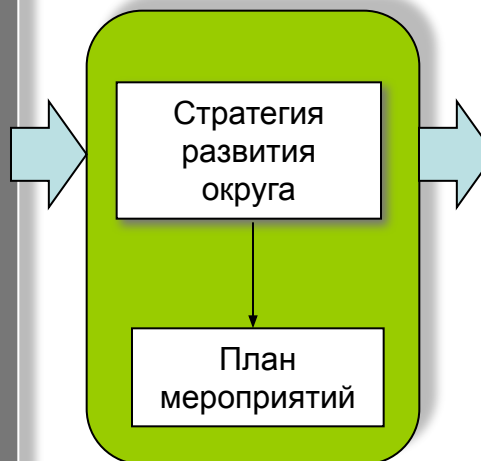 Стратегия
развития
округа
План
мероприятий